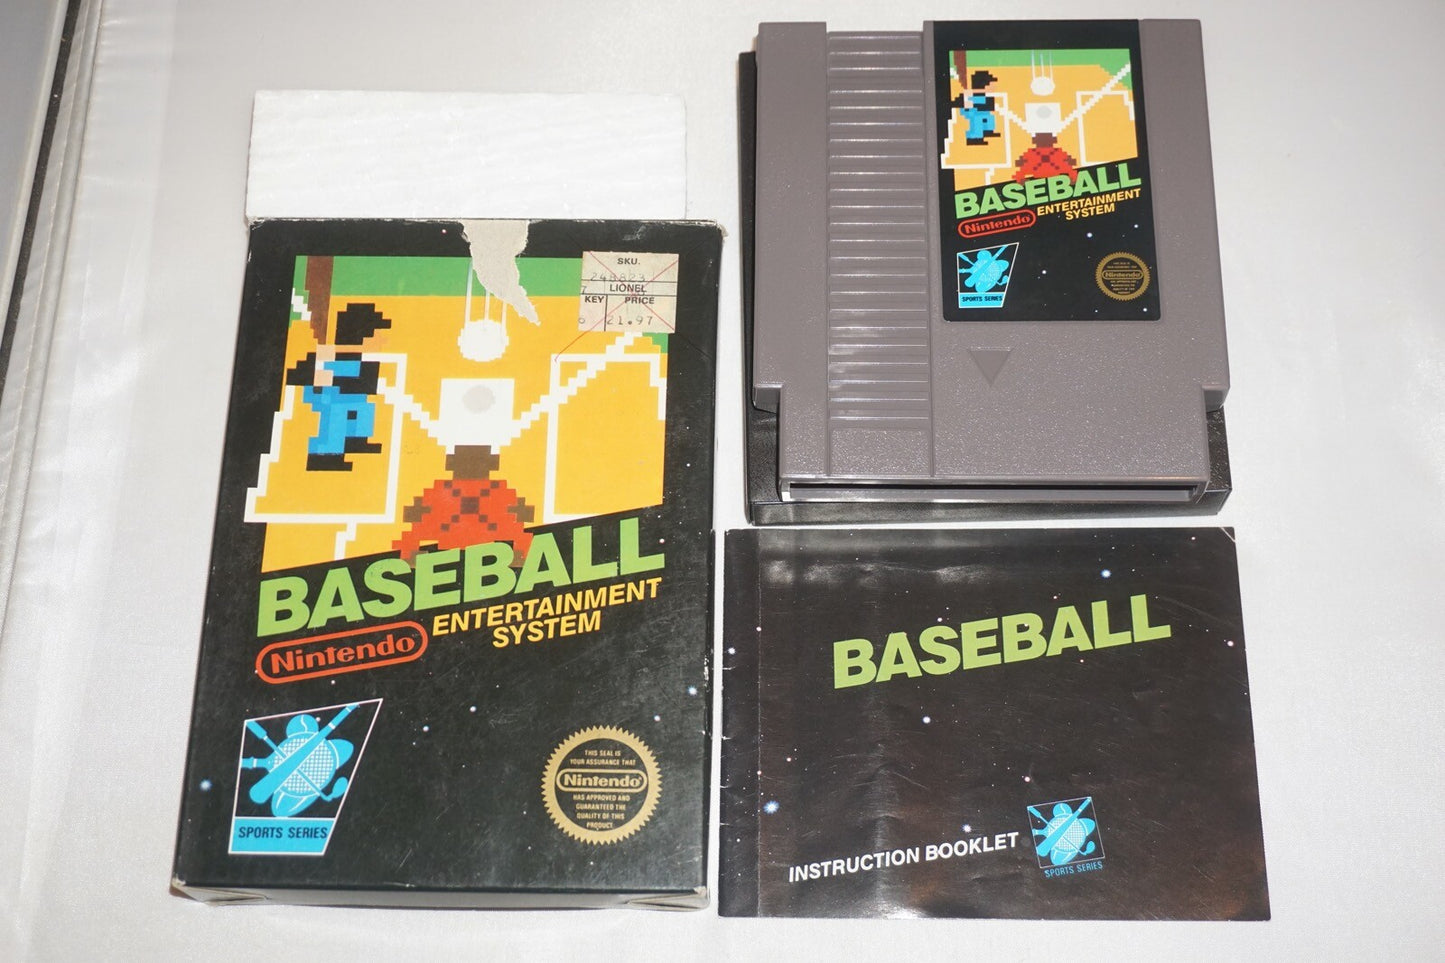 SKU.
248823
LIONEL
KEY PRICE
21.97
BASEBALL
Nintendo ENTERTAINMENT
SYSTEM
SPORTS SERIES
THIS SEAL IS
YOUR ASSURANCE THAT
Nintendo
HAS APPROVED AND
GUARANTEED THE
QUALITY OF THIS
PRODUCT.
BASEBALL
Nintendo ENTERTAINMENT
SYSTEM
SPORTS SERIES
Nintendo
BASEBALL
INSTRUCTION BOOKLET
SPORTS SERIES